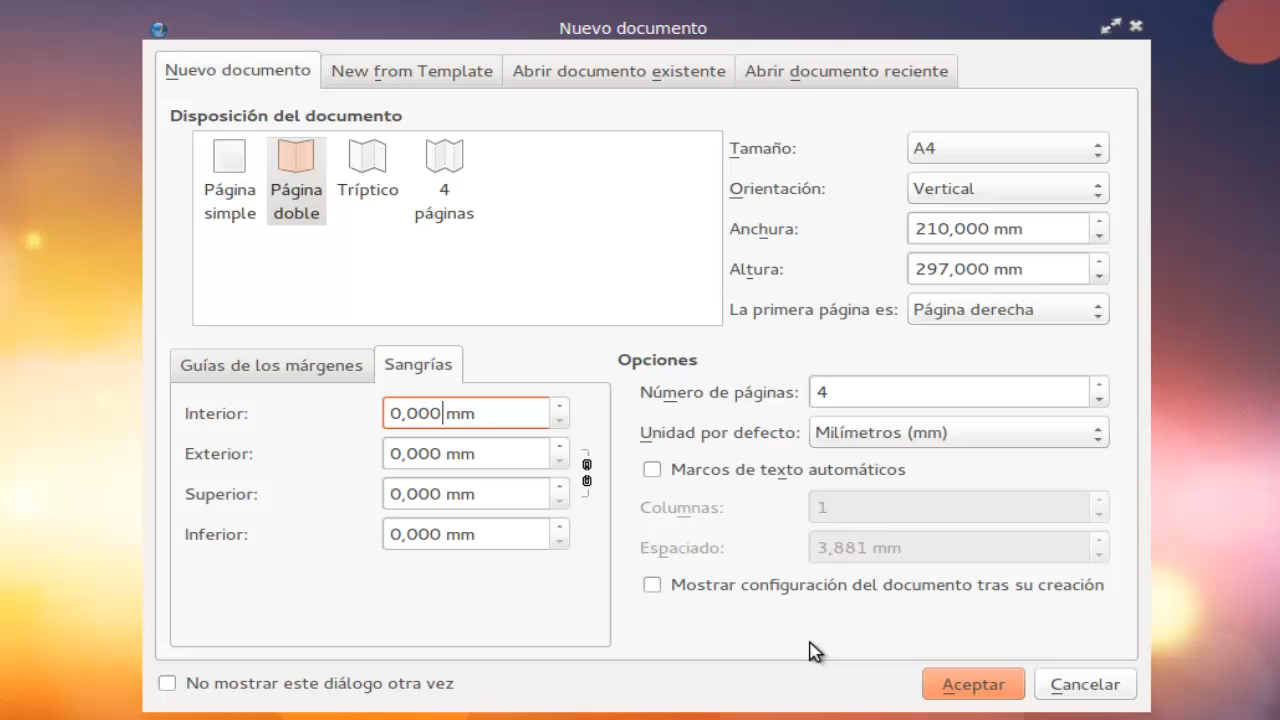 Nuevo documento
Nuevo documento New from Template Abrir documento existente Abrir documento reciente
Disposición del documento
Página simple
Página doble
Tríptico
4 páginas
Tamaño: A4
Orientación: Vertical
Anchura: 210,000 mm
Altura: 297,000 mm
La primera página es: Página derecha
Guías de los márgenes Sangrías
Interior: 0,000 mm
Exterior: 0,000 mm
Superior: 0,000 mm
Inferior: 0,000 mm
Opciones
Número de páginas: 4
Unidad por defecto: Milímetros (mm)
Marcos de texto automáticos
Columnas: 1
Espaciado: 3,881 mm
Mostrar configuración del documento tras su creación
No mostrar este diálogo otra vez
Aceptar Cancelar